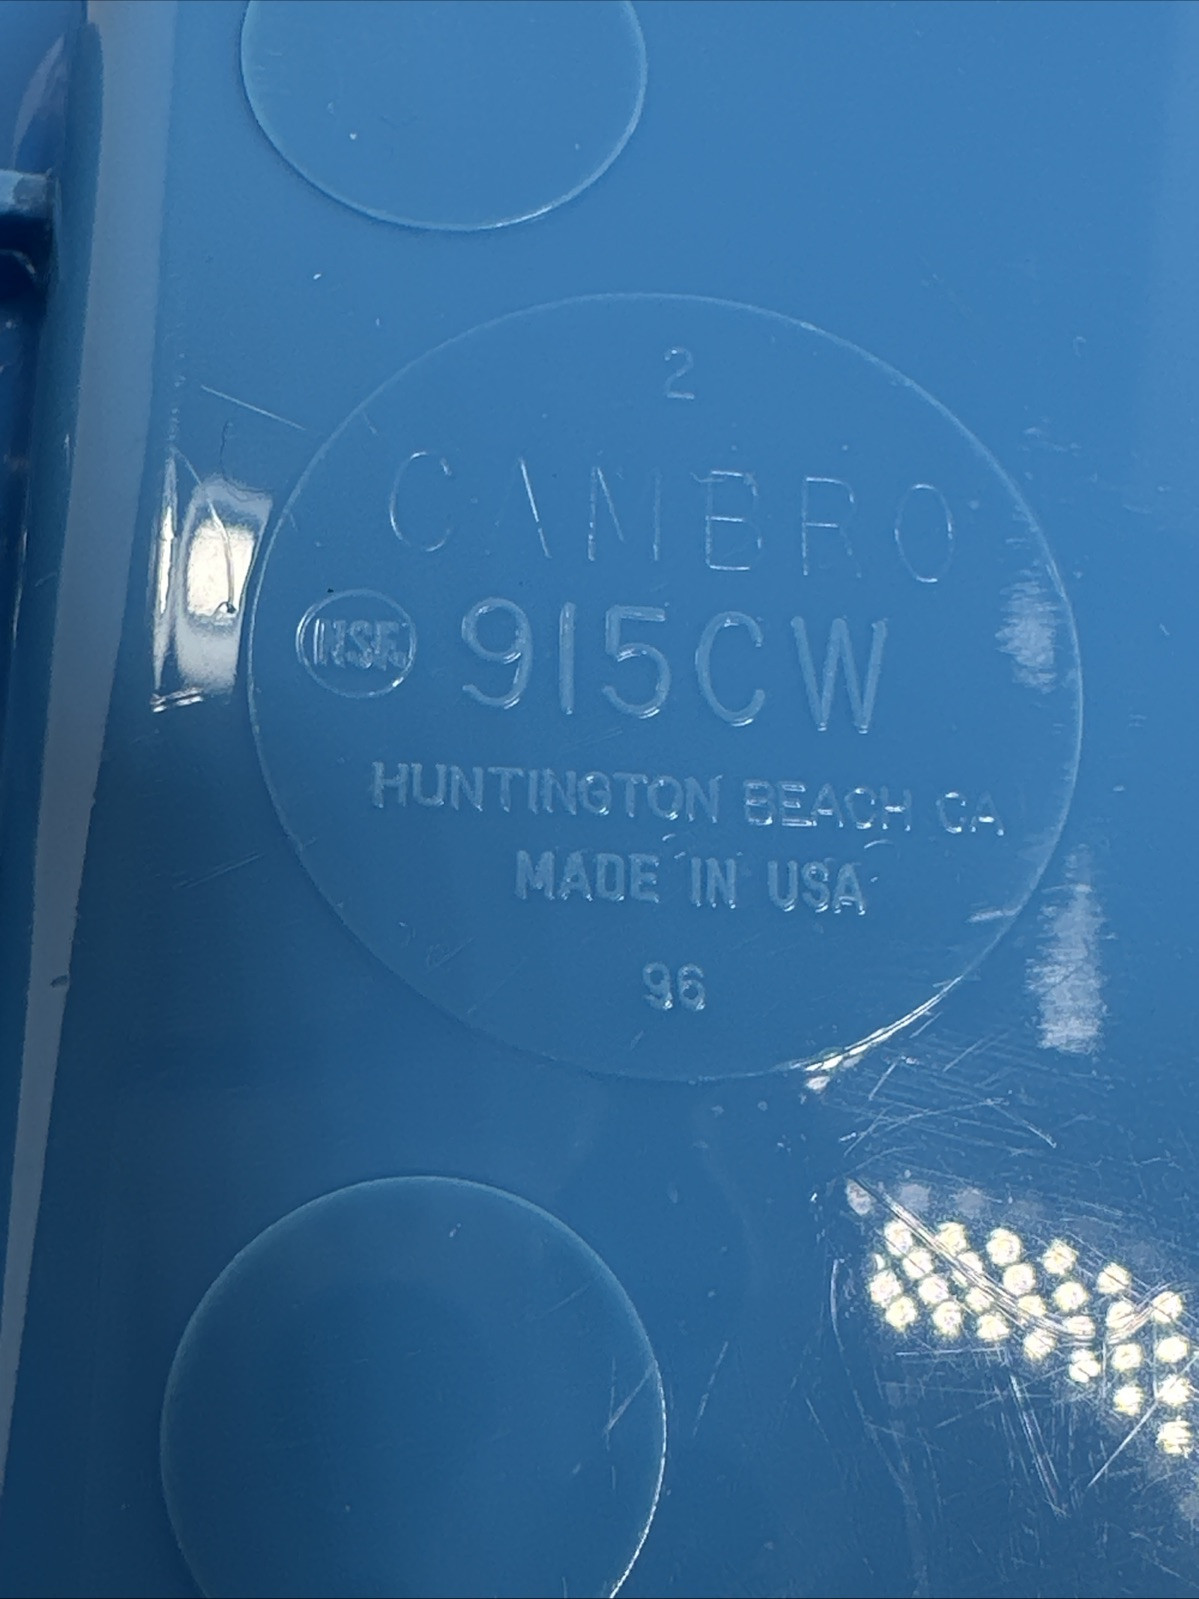 2
CAMBRO
NSF 915CW
HUNTINGTON BEACH CA
MADE IN USA
96